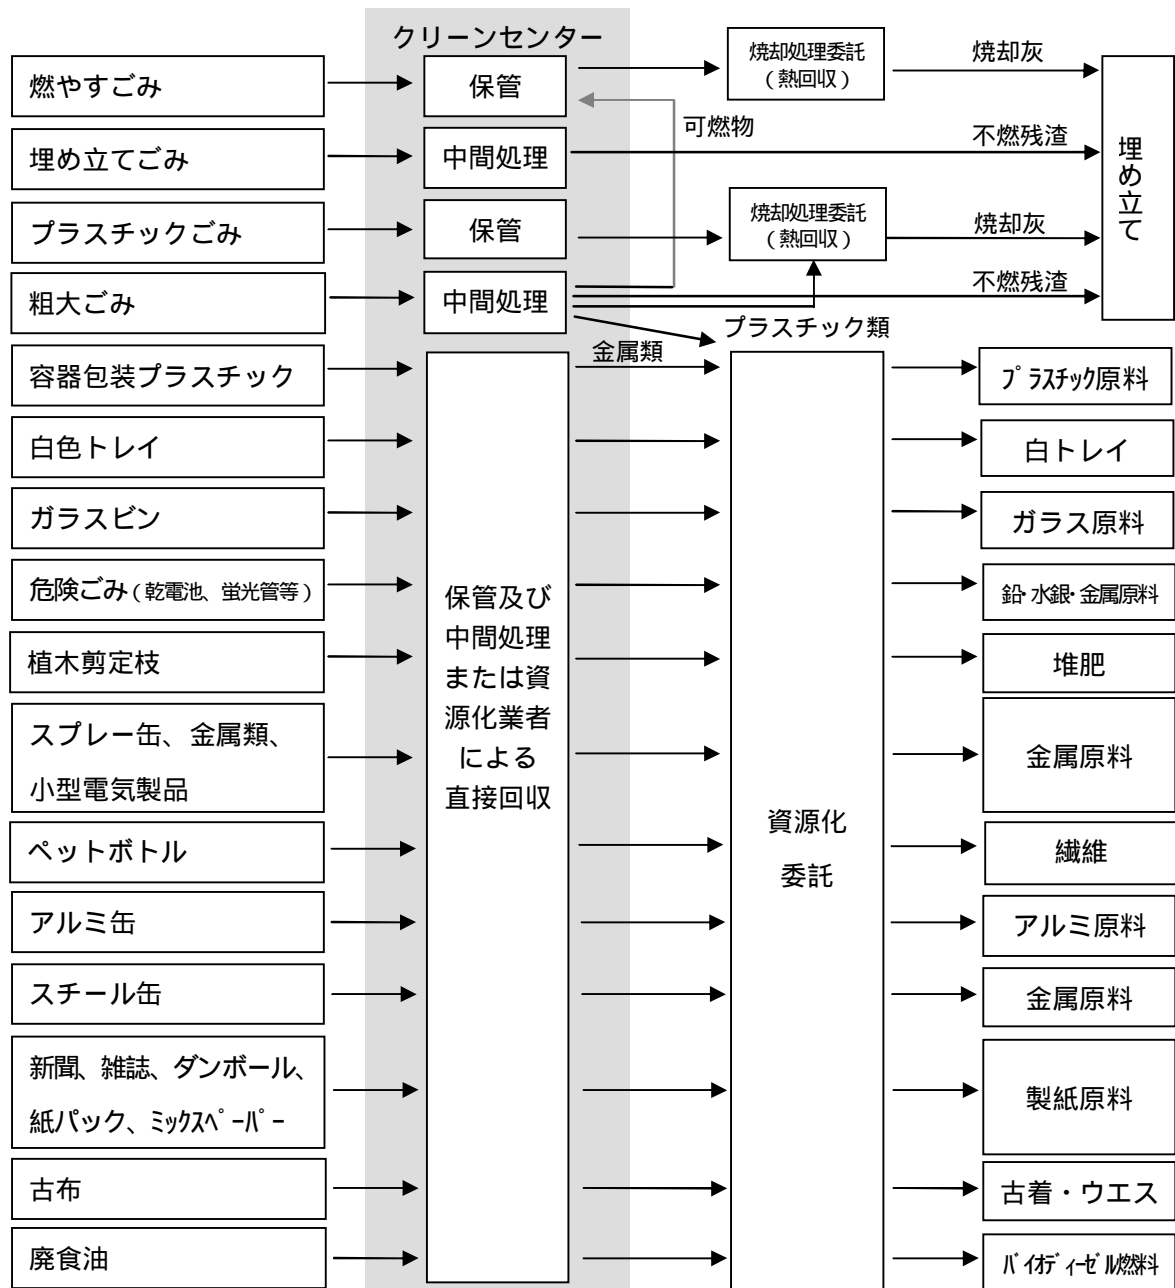 クリーンセンター
燃やすごみ
保管
焼却処理委託
（熱回収）
焼却灰
可燃物
埋め立てごみ
中間処理
不燃残渣
埋め立て
プラスチックごみ
保管
焼却処理委託
（熱回収）
焼却灰
粗大ごみ
中間処理
不燃残渣
プラスチック類
金属類
容器包装プラスチック
プラスチック原料
白色トレイ
白トレイ
ガラスビン
ガラス原料
危険ごみ（乾電池、蛍光管等）
鉛・水銀・金属原料
植木剪定枝
堆肥
保管及び
中間処理
または資
源化業者
による
直接回収
スプレー缶、金属類、
小型電気製品
金属原料
資源化
委託
ペットボトル
繊維
アルミ缶
アルミ原料
スチール缶
金属原料
新聞、雑誌、ダンボール、
紙パック、ミックスペーパー
製紙原料
古布
古着・ウエス
廃食油
バイオディーゼル燃料